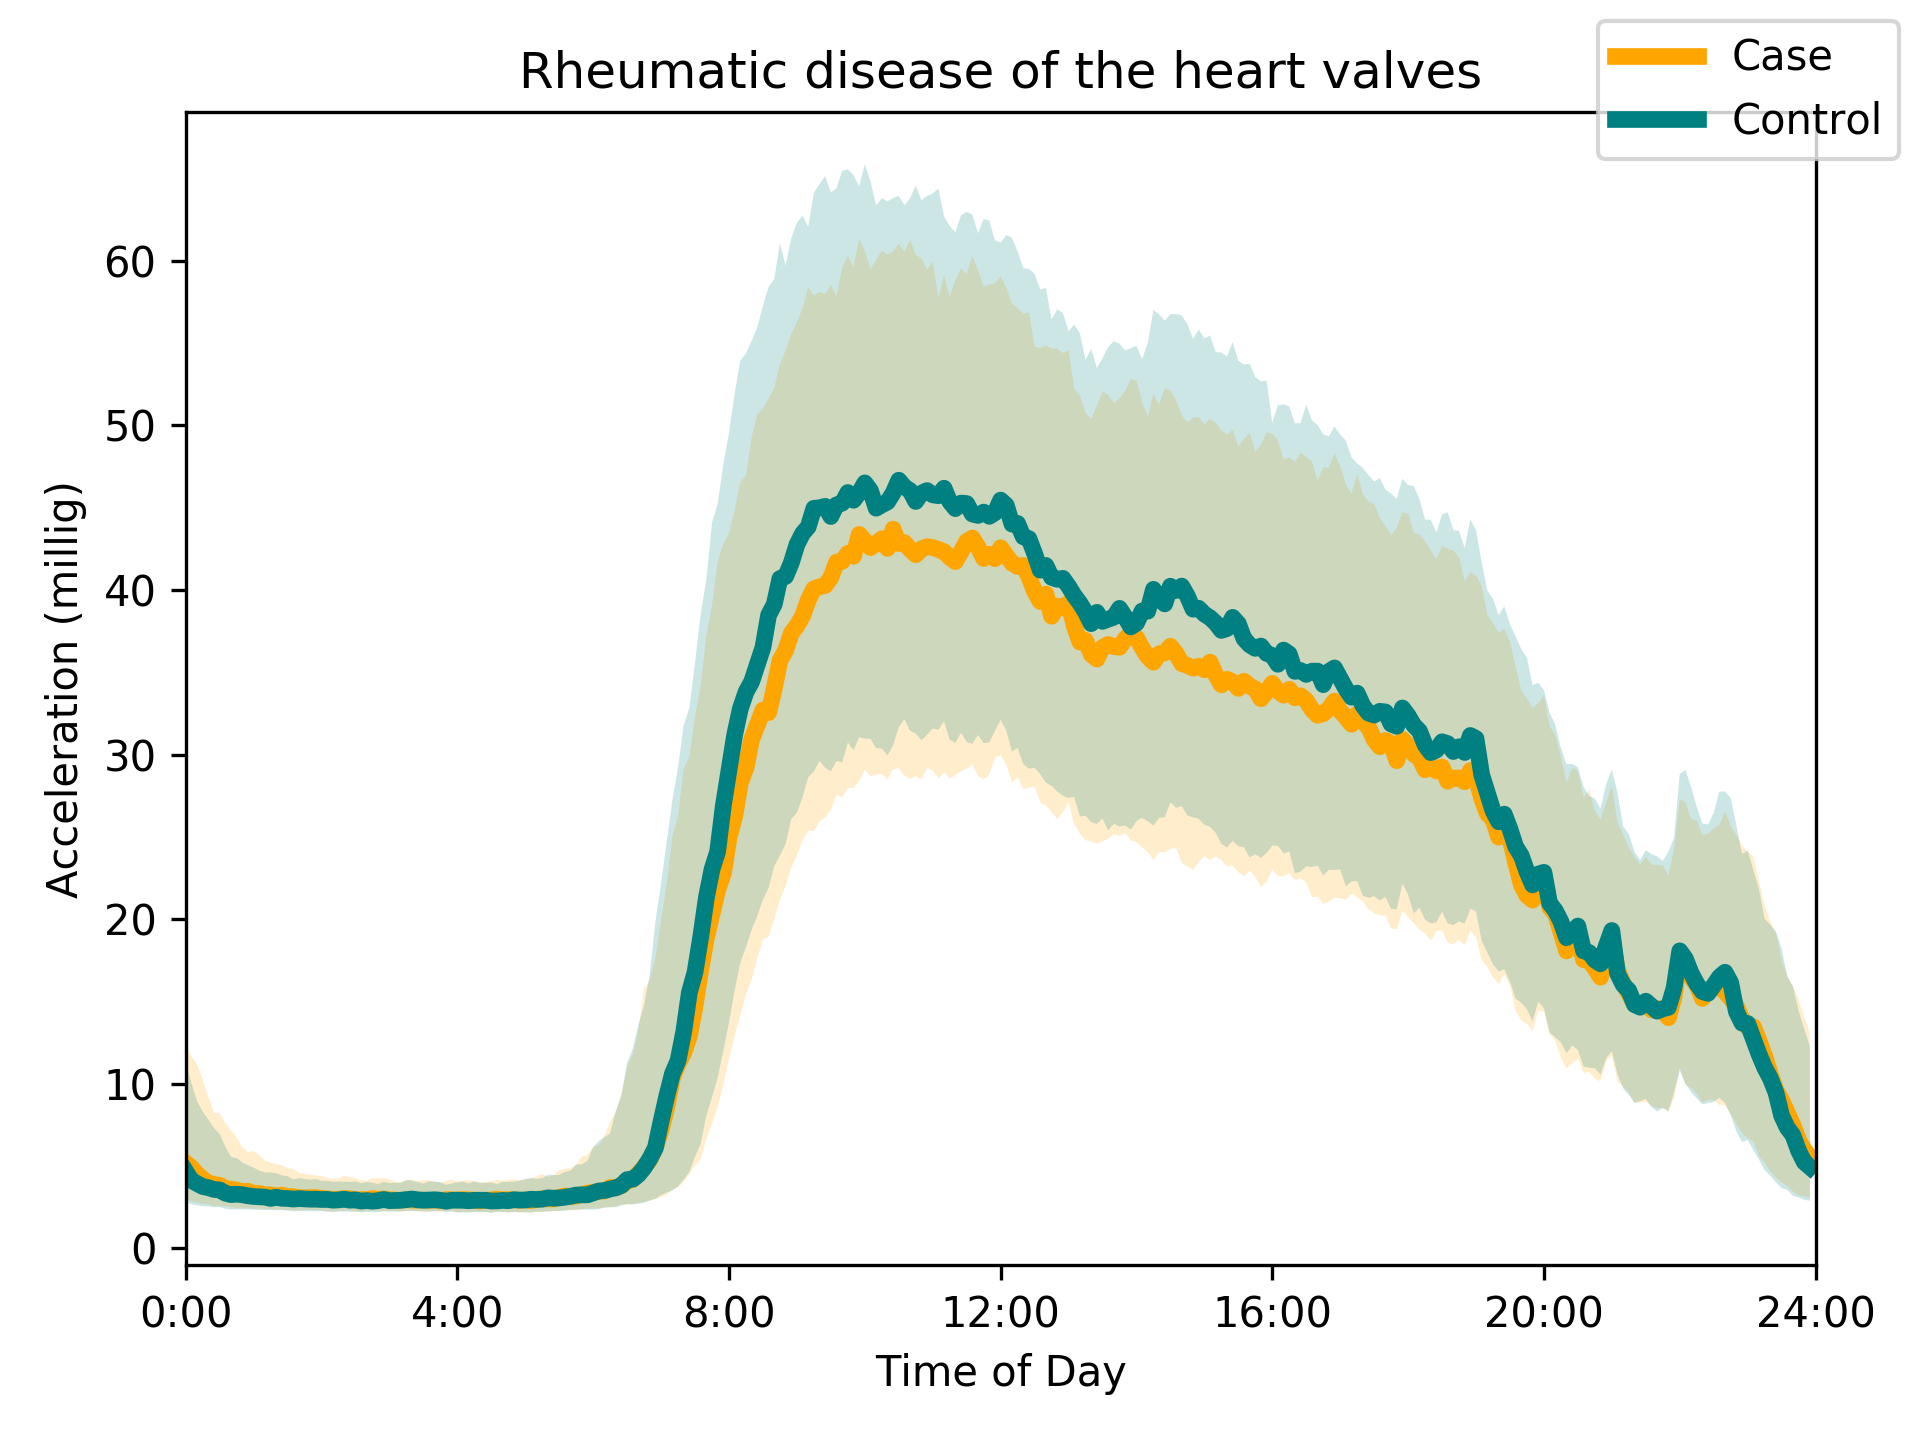 Rheumatic disease of the heart valves
Case
Control
Acceleration (millig)
60
50
40
30
20
10
0
0:00 4:00 8:00 12:00 16:00 20:00 24:00
Time of Day